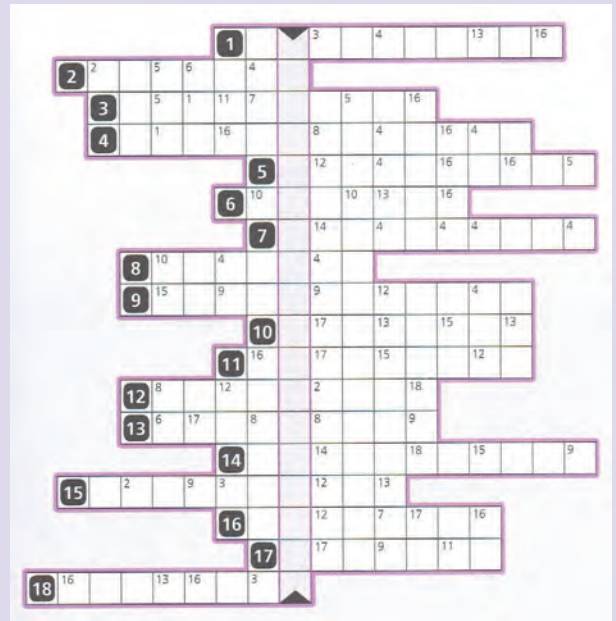 1 3 4 13 16
2 2 5 6 4
3 5 1 11 7 5 16
4 1 16 8 4 16 4
5 12 4 16 16 5
6 10 10 13 16
7 14 4 4 4 4
8 10 4 4
9 15 9 9 12 4
10 17 13 15 13
11 16 17 15 12
12 8 12 2 18
13 6 17 8 8 9
14 14 18 15 9
15 2 9 3 12 13
16 12 7 17 16
17 17 9 11
18 16 13 16 3